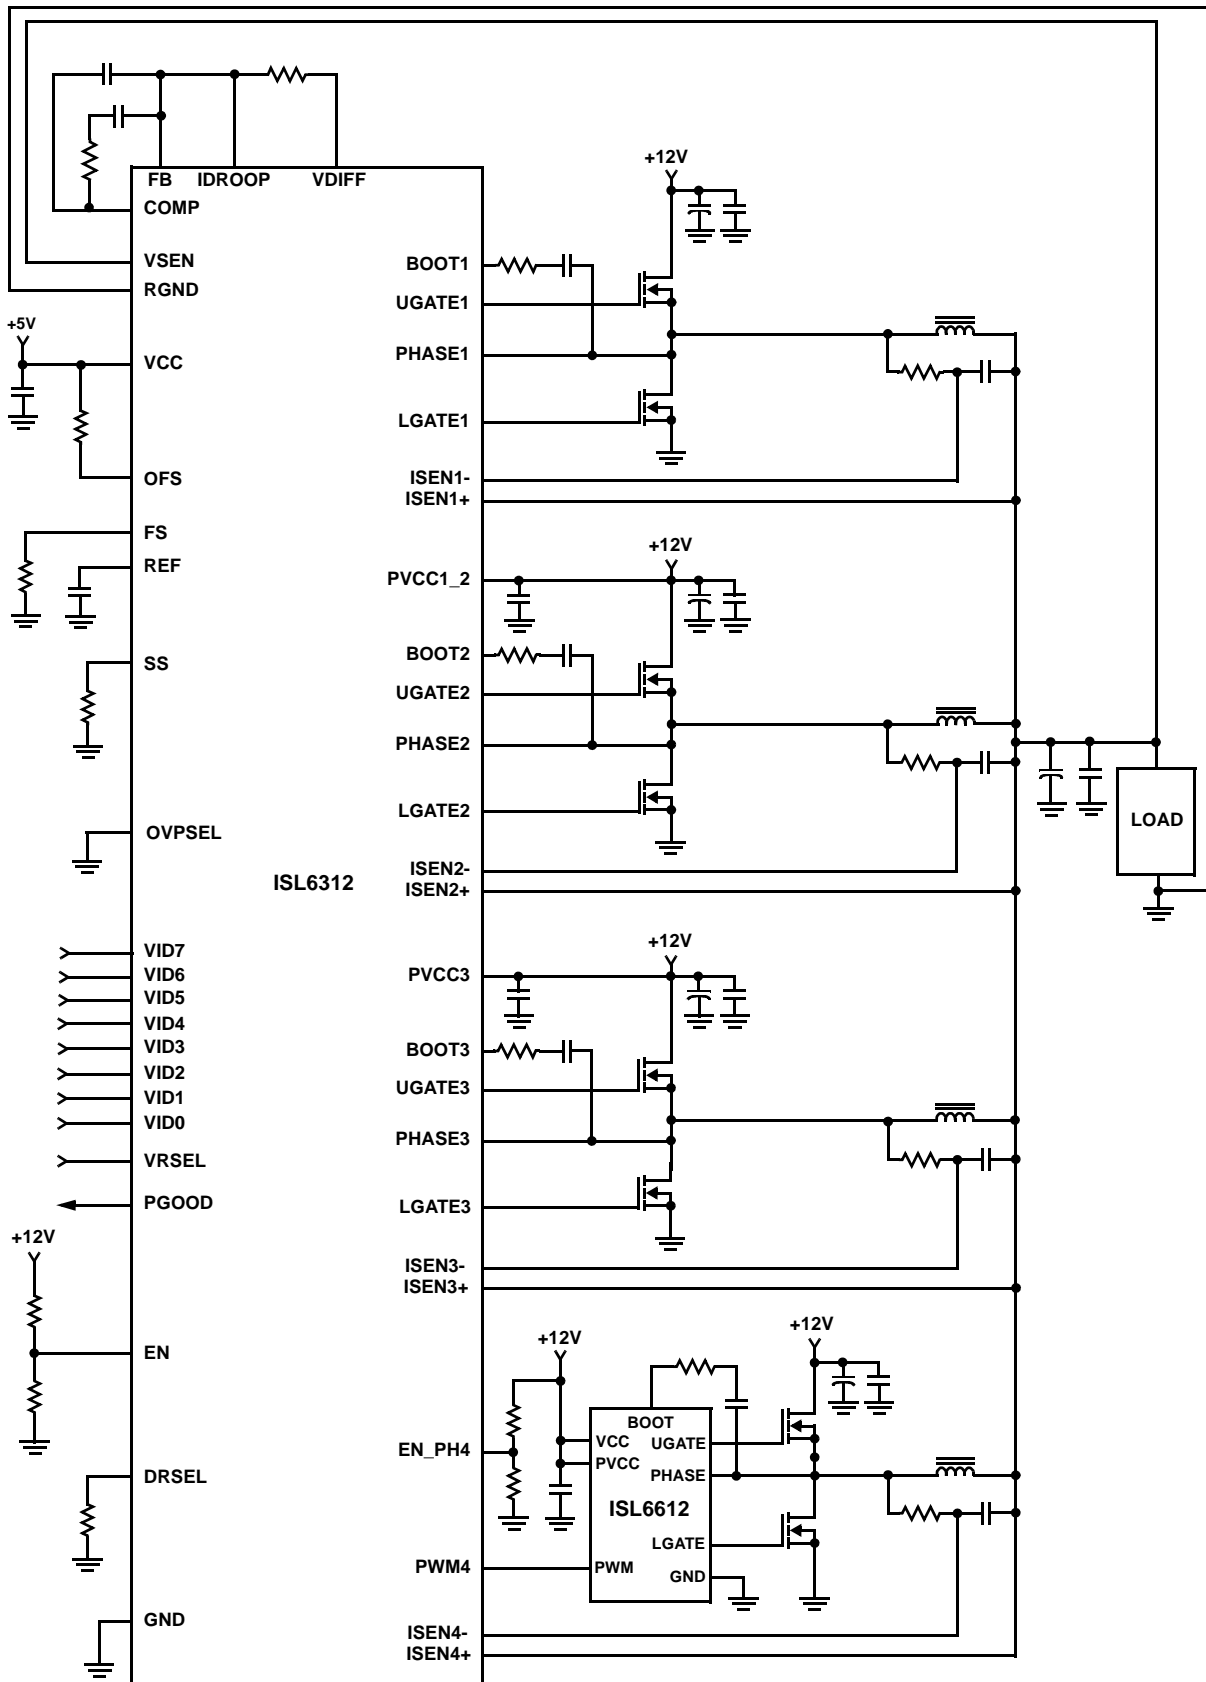 FB IDROOP VDIFF
COMP
VSEN
RGND
+5V
VCC
OFS
FS
REF
SS
OVPSEL
ISL6312
VID7
VID6
VID5
VID4
VID3
VID2
VID1
VID0
VRSEL
PGOOD
+12V
EN
DRSEL
GND
+12V
BOOT1
UGATE1
PHASE1
LGATE1
ISEN1-
ISEN1+
+12V
PVCC1_2
BOOT2
UGATE2
PHASE2
LGATE2
ISEN2-
ISEN2+
LOAD
+12V
PVCC3
BOOT3
UGATE3
PHASE3
LGATE3
ISEN3-
ISEN3+
+12V
+12V
EN_PH4
PWM4
BOOT
VCC
UGATE
PVCC
PHASE
ISL6612
LGATE
PWM
GND
ISEN4-
ISEN4+